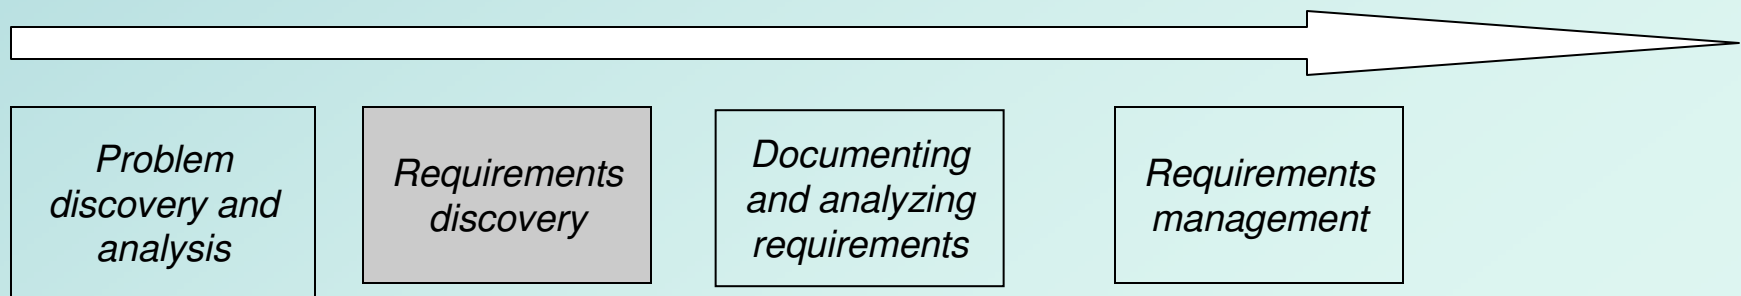 Problem
discovery and
analysis
Requirements
discovery
Documenting
and analyzing
requirements
Requirements
management